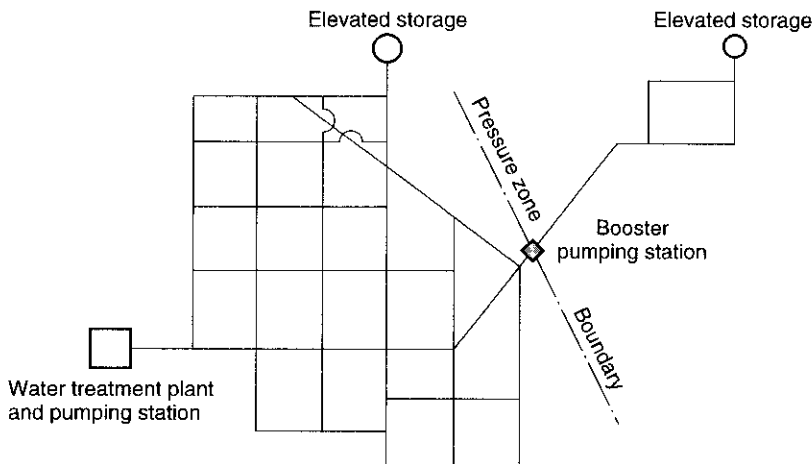 Elevated storage
Elevated storage
Pressure zone
Booster
pumping station
Boundary
Water treatment plant
and pumping station